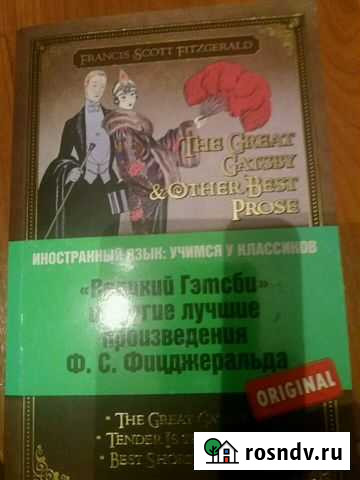 Francis Scott Fitzgerald
The Great
Gatsby
& Other Best
Prose
ИНОСТРАННЫЙ ЯЗЫК: УЧИМСЯ У КЛАССИКОВ
«Великий Гэтсби»
и другие лучшие
произведения
Ф. С. Фицджеральда
ORIGINAL
* The Great
* Tender Is
* Best
rosndv.ru